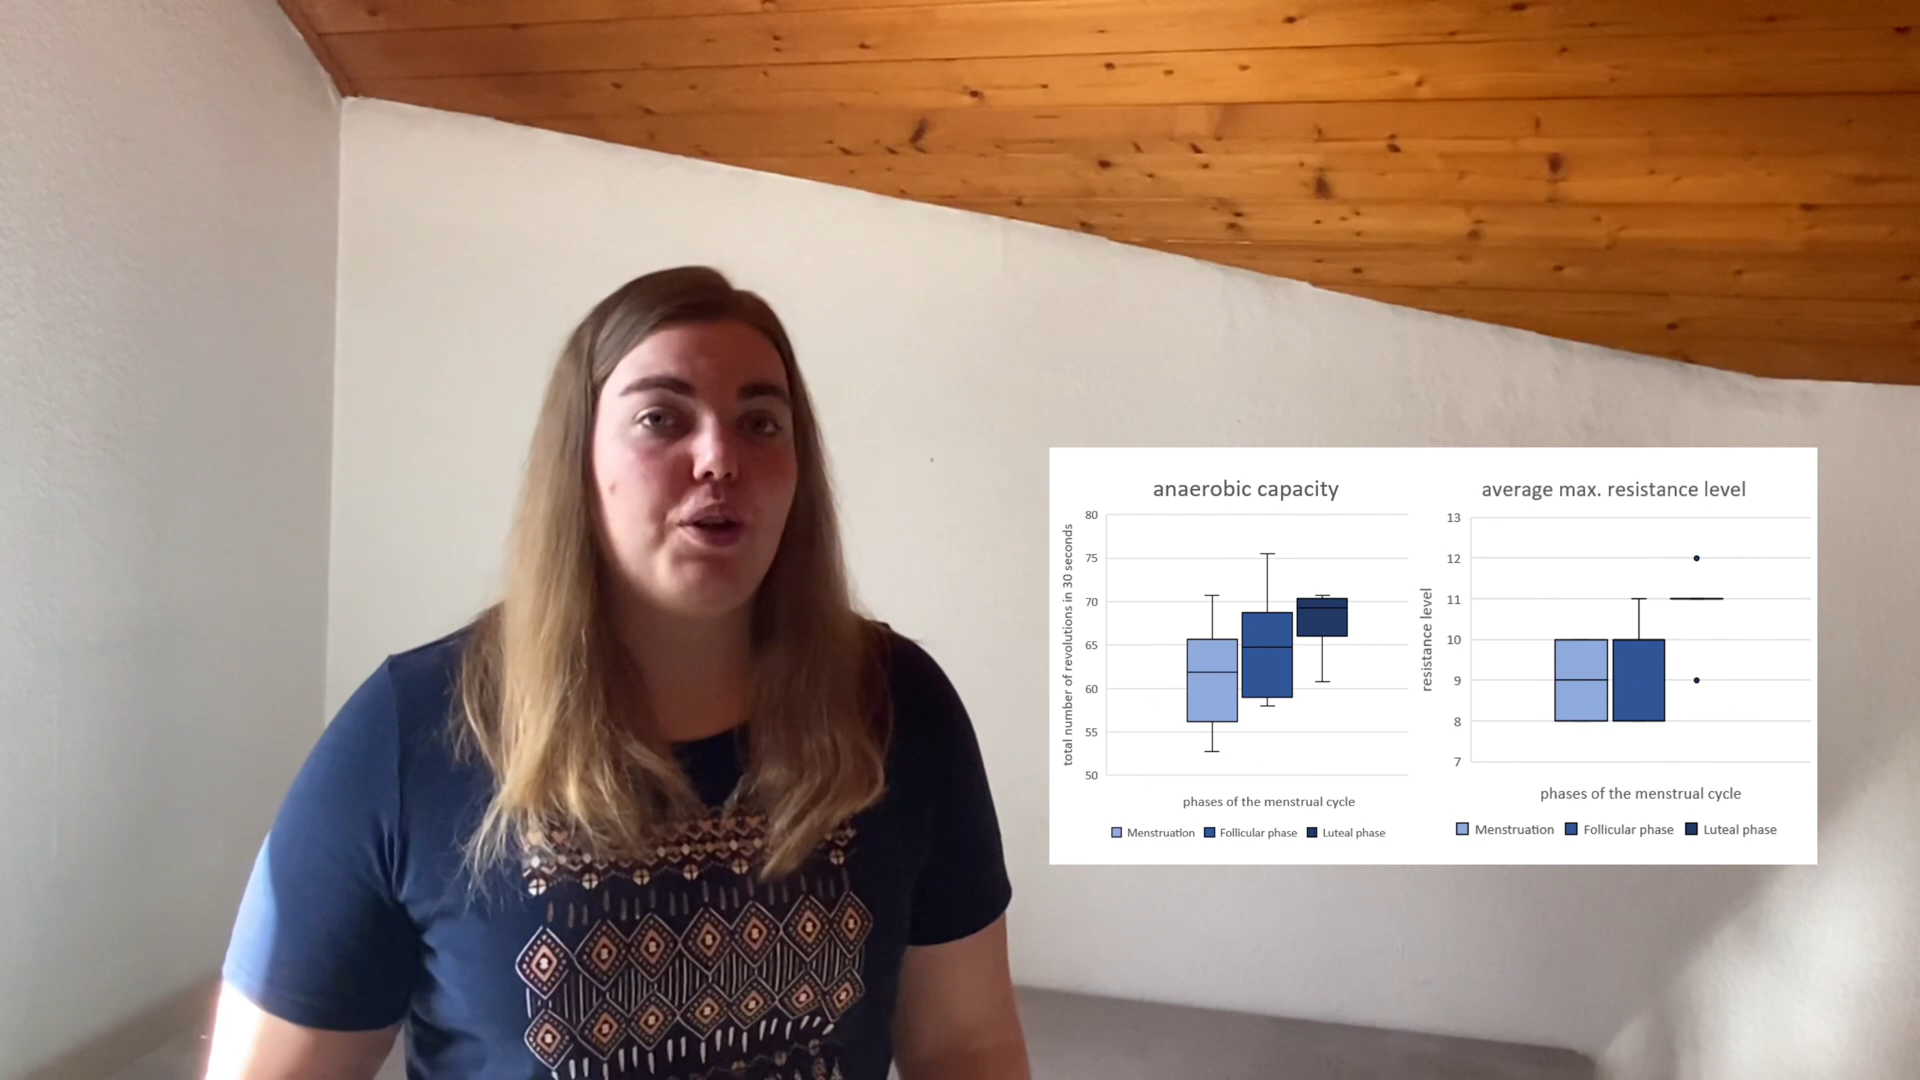 anaerobic capacity
total number of revolutions in 30 seconds
80
75
70
65
60
55
50
phases of the menstrual cycle
Menstruation Follicular phase Luteal phase
average max. resistance level
resistance level
13
12
11
10
9
8
7
phases of the menstrual cycle
Menstruation Follicular phase Luteal phase